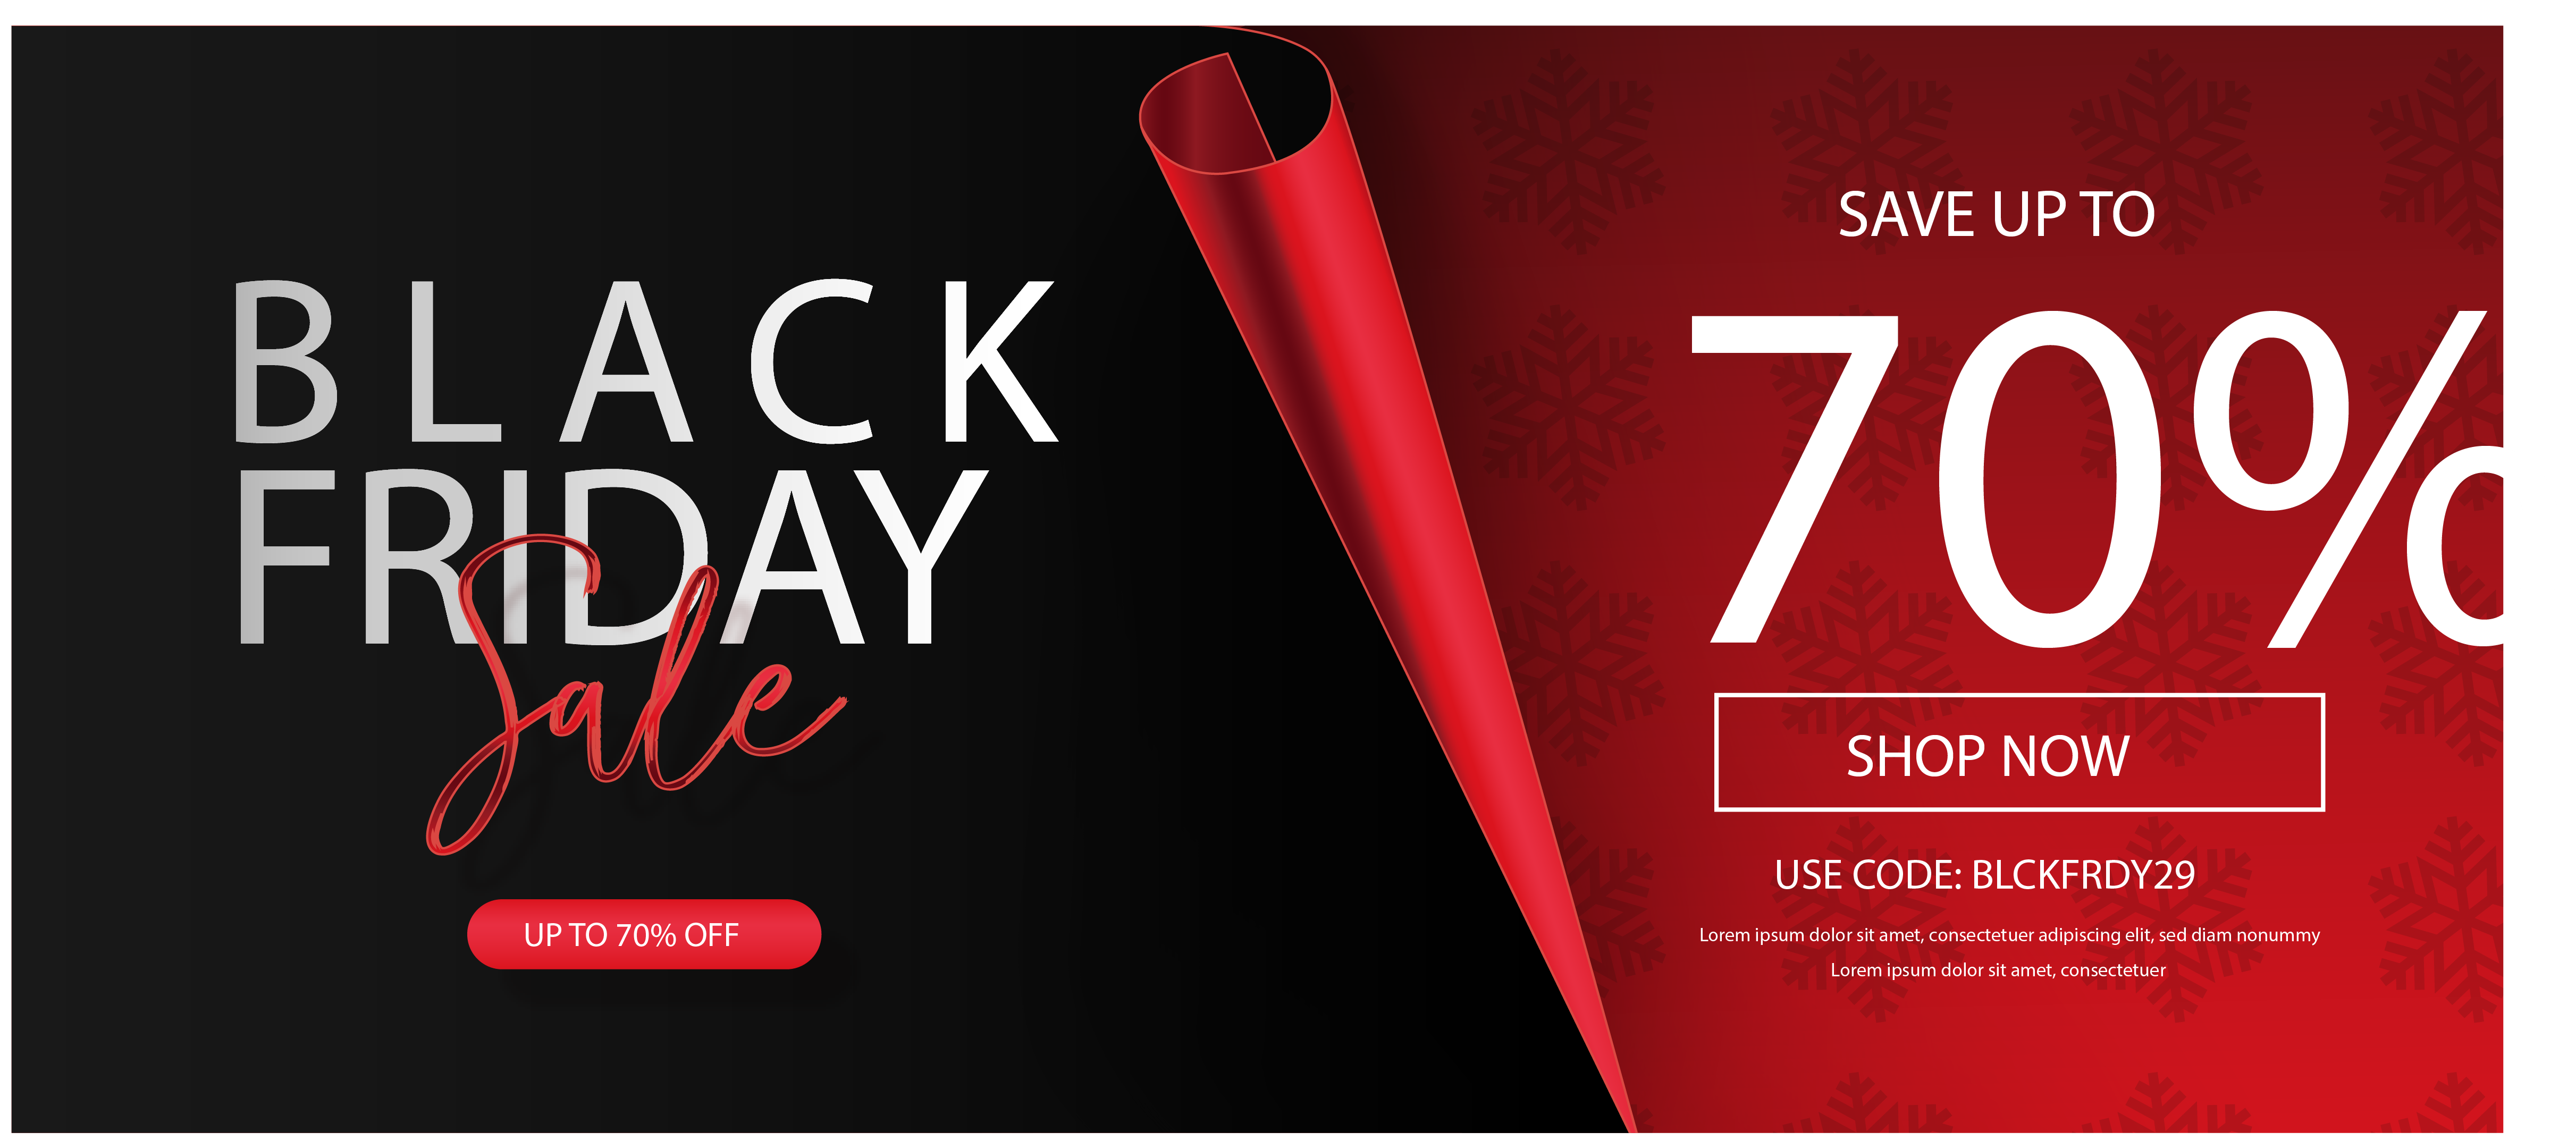 BLACK
FRIDAY
Sale
UP TO 70% OFF
SAVE UP TO
70%
SHOP NOW
USE CODE: BLCKFRDY29
Lorem ipsum dolor sit amet, consectetuer adipiscing elit, sed diam nonummy
Lorem ipsum dolor sit amet, consectetuer